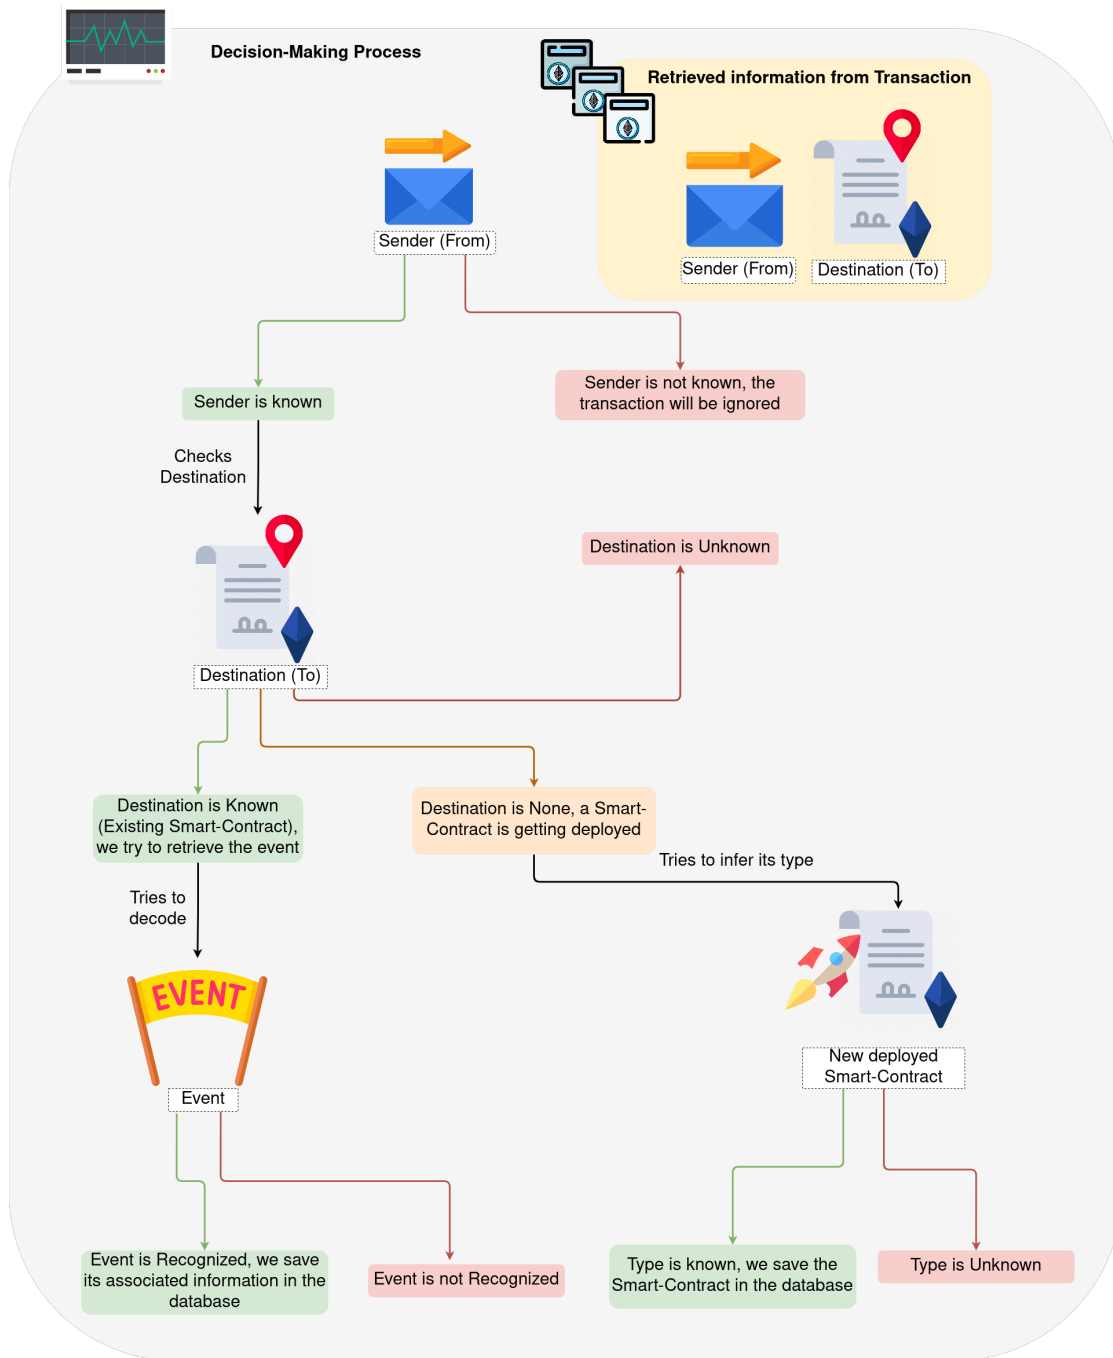 Decision-Making Process
Retrieved information from Transaction
Sender (From)
Sender (From)
Destination (To)
Sender is known
Sender is not known, the
transaction will be ignored
Checks
Destination
Destination is Unknown
Destination (To)
Destination is Known
(Existing Smart-Contract),
we try to retrieve the event
Destination is None, a Smart-
Contract is getting deployed
Tries to infer its type
Tries to
decode
EVENT
New deployed
Smart-Contract
Event
Event is Recognized, we save
its associated information in the
database
Event is not Recognized
Type is known, we save the
Smart-Contract in the database
Type is Unknown